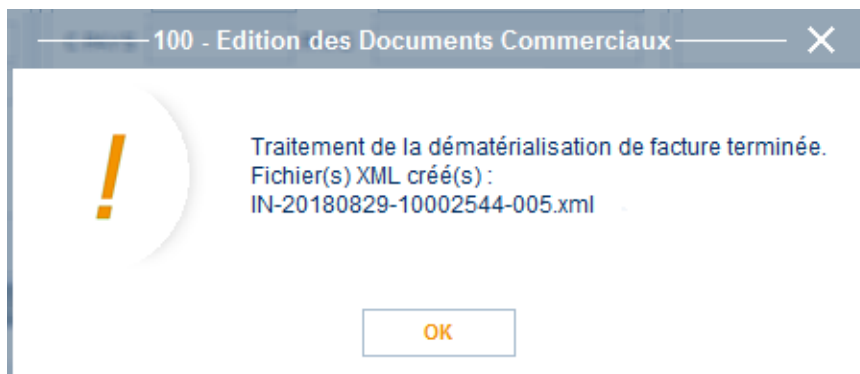 100 - Edition des Documents Commerciaux
Traitement de la dématérialisation de facture terminée.
Fichier(s) XML créé(s) :
IN-20180829-10002544-005.xml
OK